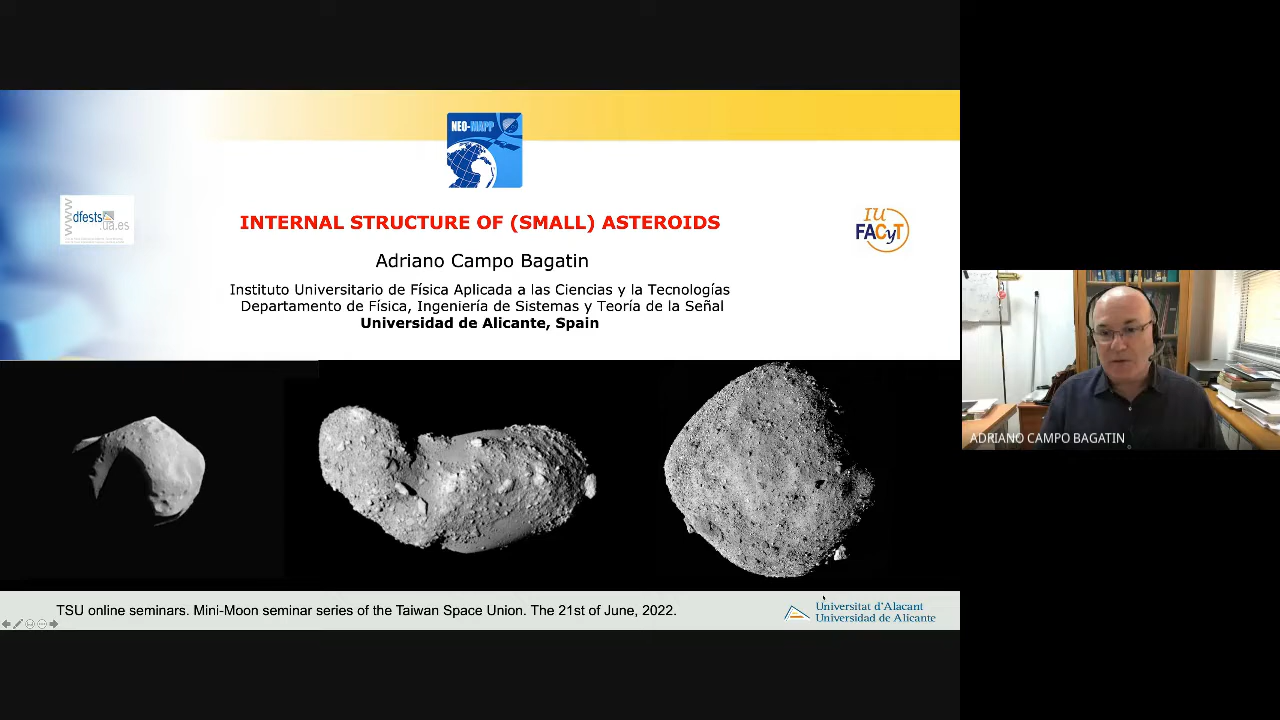 NEO-MAPP
www
dfests
.ua.es
INTERNAL STRUCTURE OF (SMALL) ASTEROIDS
IU
FACyT
Adriano Campo Bagatin
Instituto Universitario de Física Aplicada a las Ciencias y la Tecnologías
Departamento de Física, Ingeniería de Sistemas y Teoría de la Señal
Universidad de Alicante, Spain
ADRIANO CAMPO BAGATIN
TSU online seminars. Mini-Moon seminar series of the Taiwan Space Union. The 21st of June, 2022.
Universitat d'Alacant
Universidad de Alicante